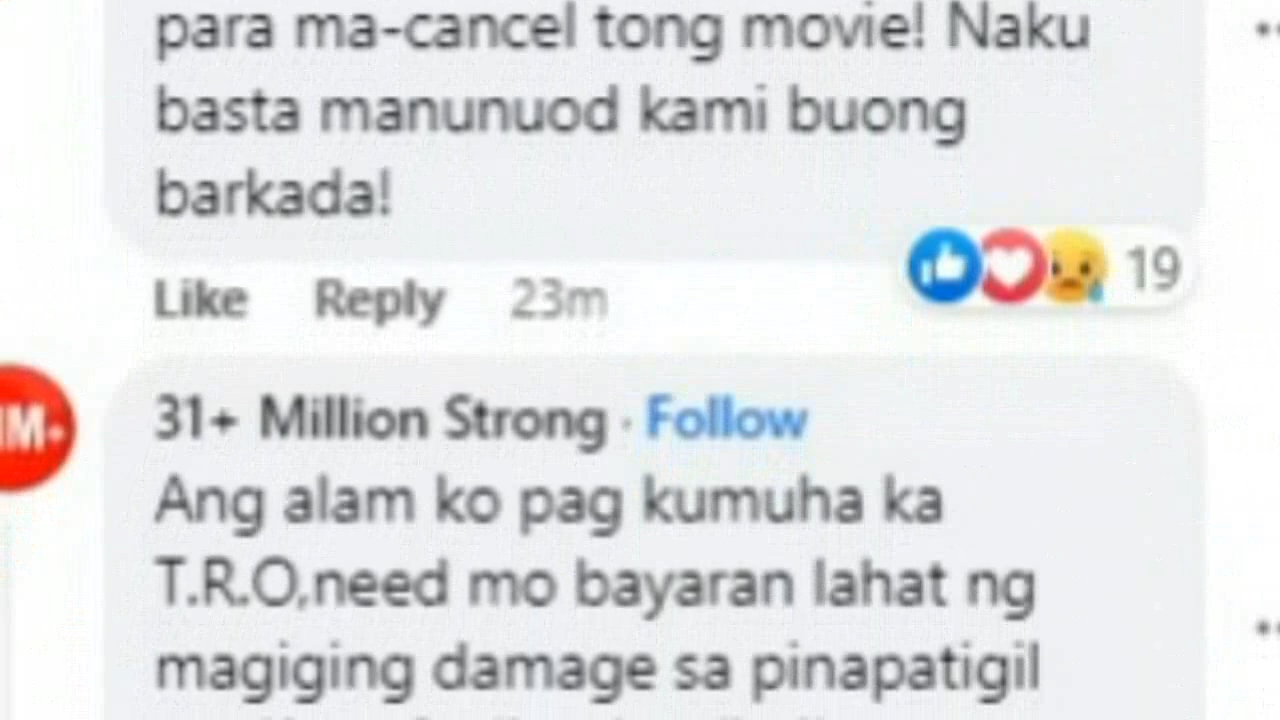 para ma-cancel tong movie! Naku
basta manunuod kami buong
barkada!
19
Like Reply 23m
M+
31+ Million Strong · Follow
Ang alam ko pag kumuha ka
T.R.O,need mo bayaran lahat ng
magiging damage sa pinapatigil